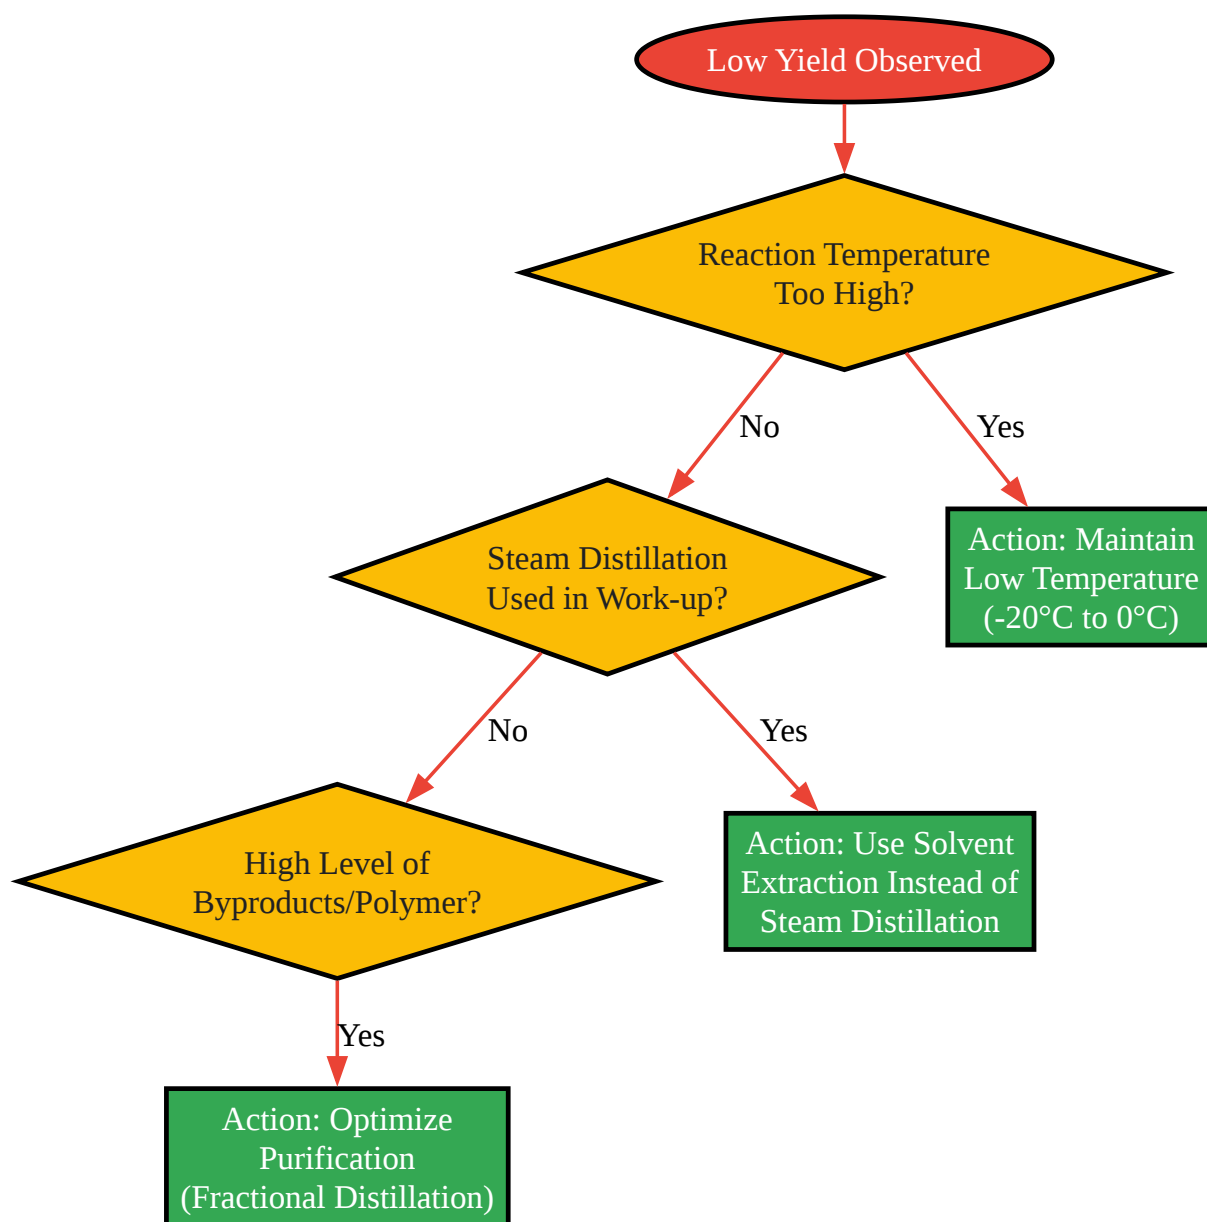 Low Yield Observed
Reaction Temperature
Too High?
No
Yes
Steam Distillation
Used in Work-up?
Action: Maintain
Low Temperature
(-20°C to 0°C)
No
Yes
High Level of
Byproducts/Polymer?
Action: Use Solvent
Extraction Instead of
Steam Distillation
Yes
Action: Optimize
Purification
(Fractional Distillation)